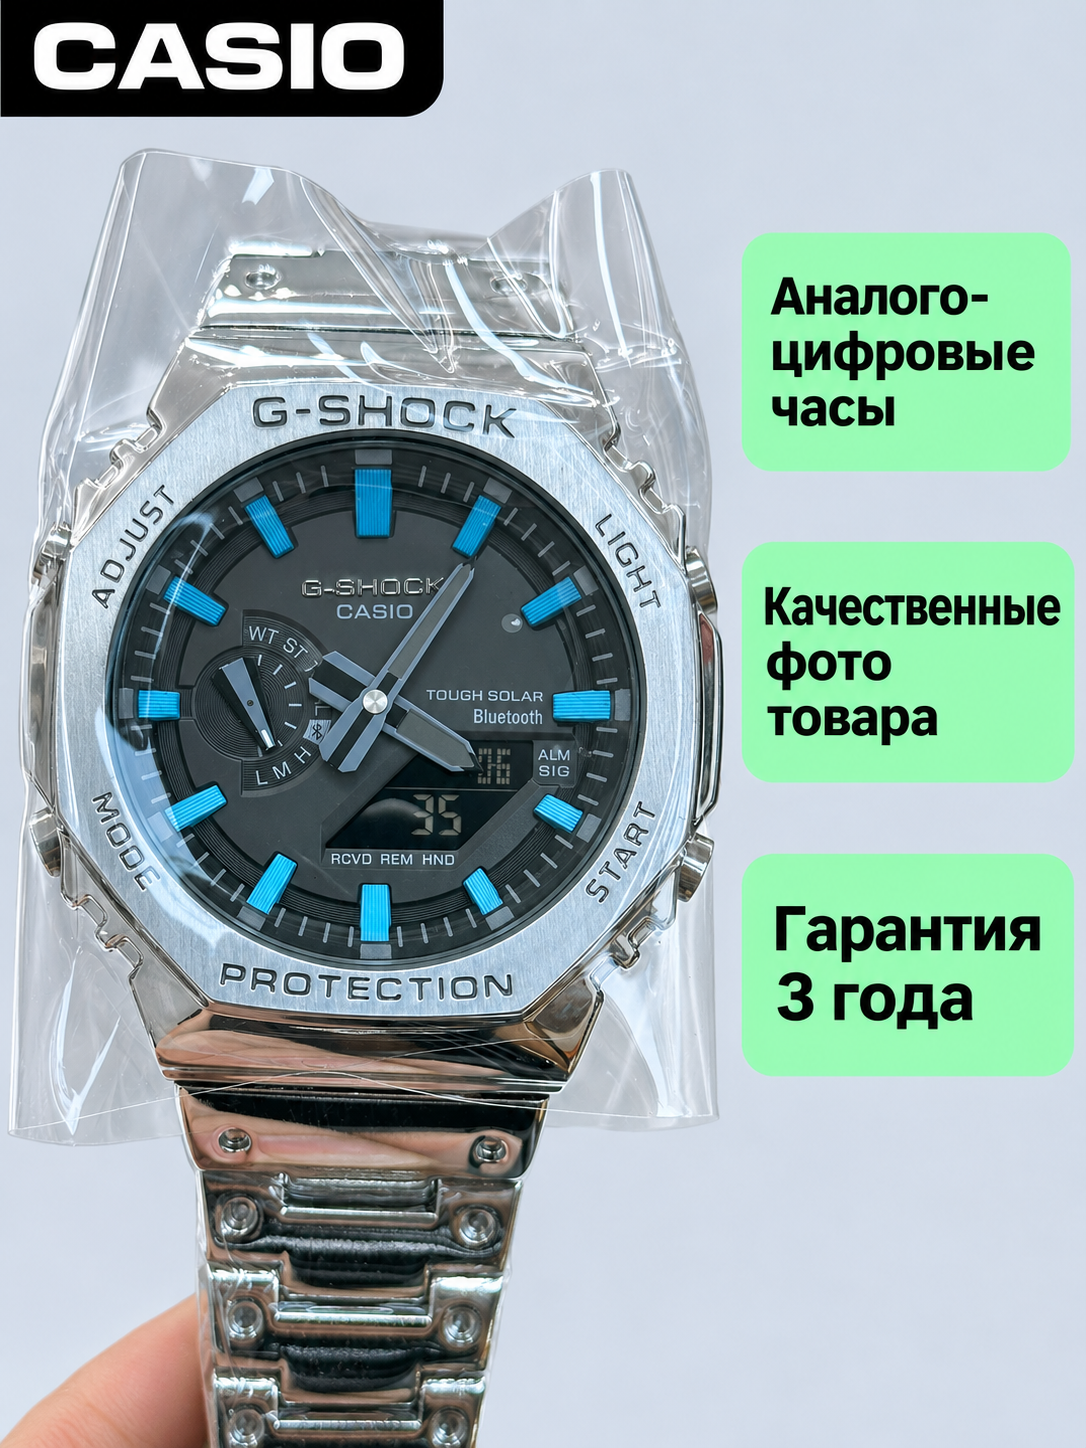 CASIO
Аналого-
цифровые
часы
Качественные
фото
товара
Гарантия
3 года
G-SHOCK
ADJUST
LIGHT
G-SHOCK
CASIO
WT ST
TOUGH SOLAR
Bluetooth
ALM
SIG
L M H
35
RCVD REM HND
MODE
START
PROTECTION